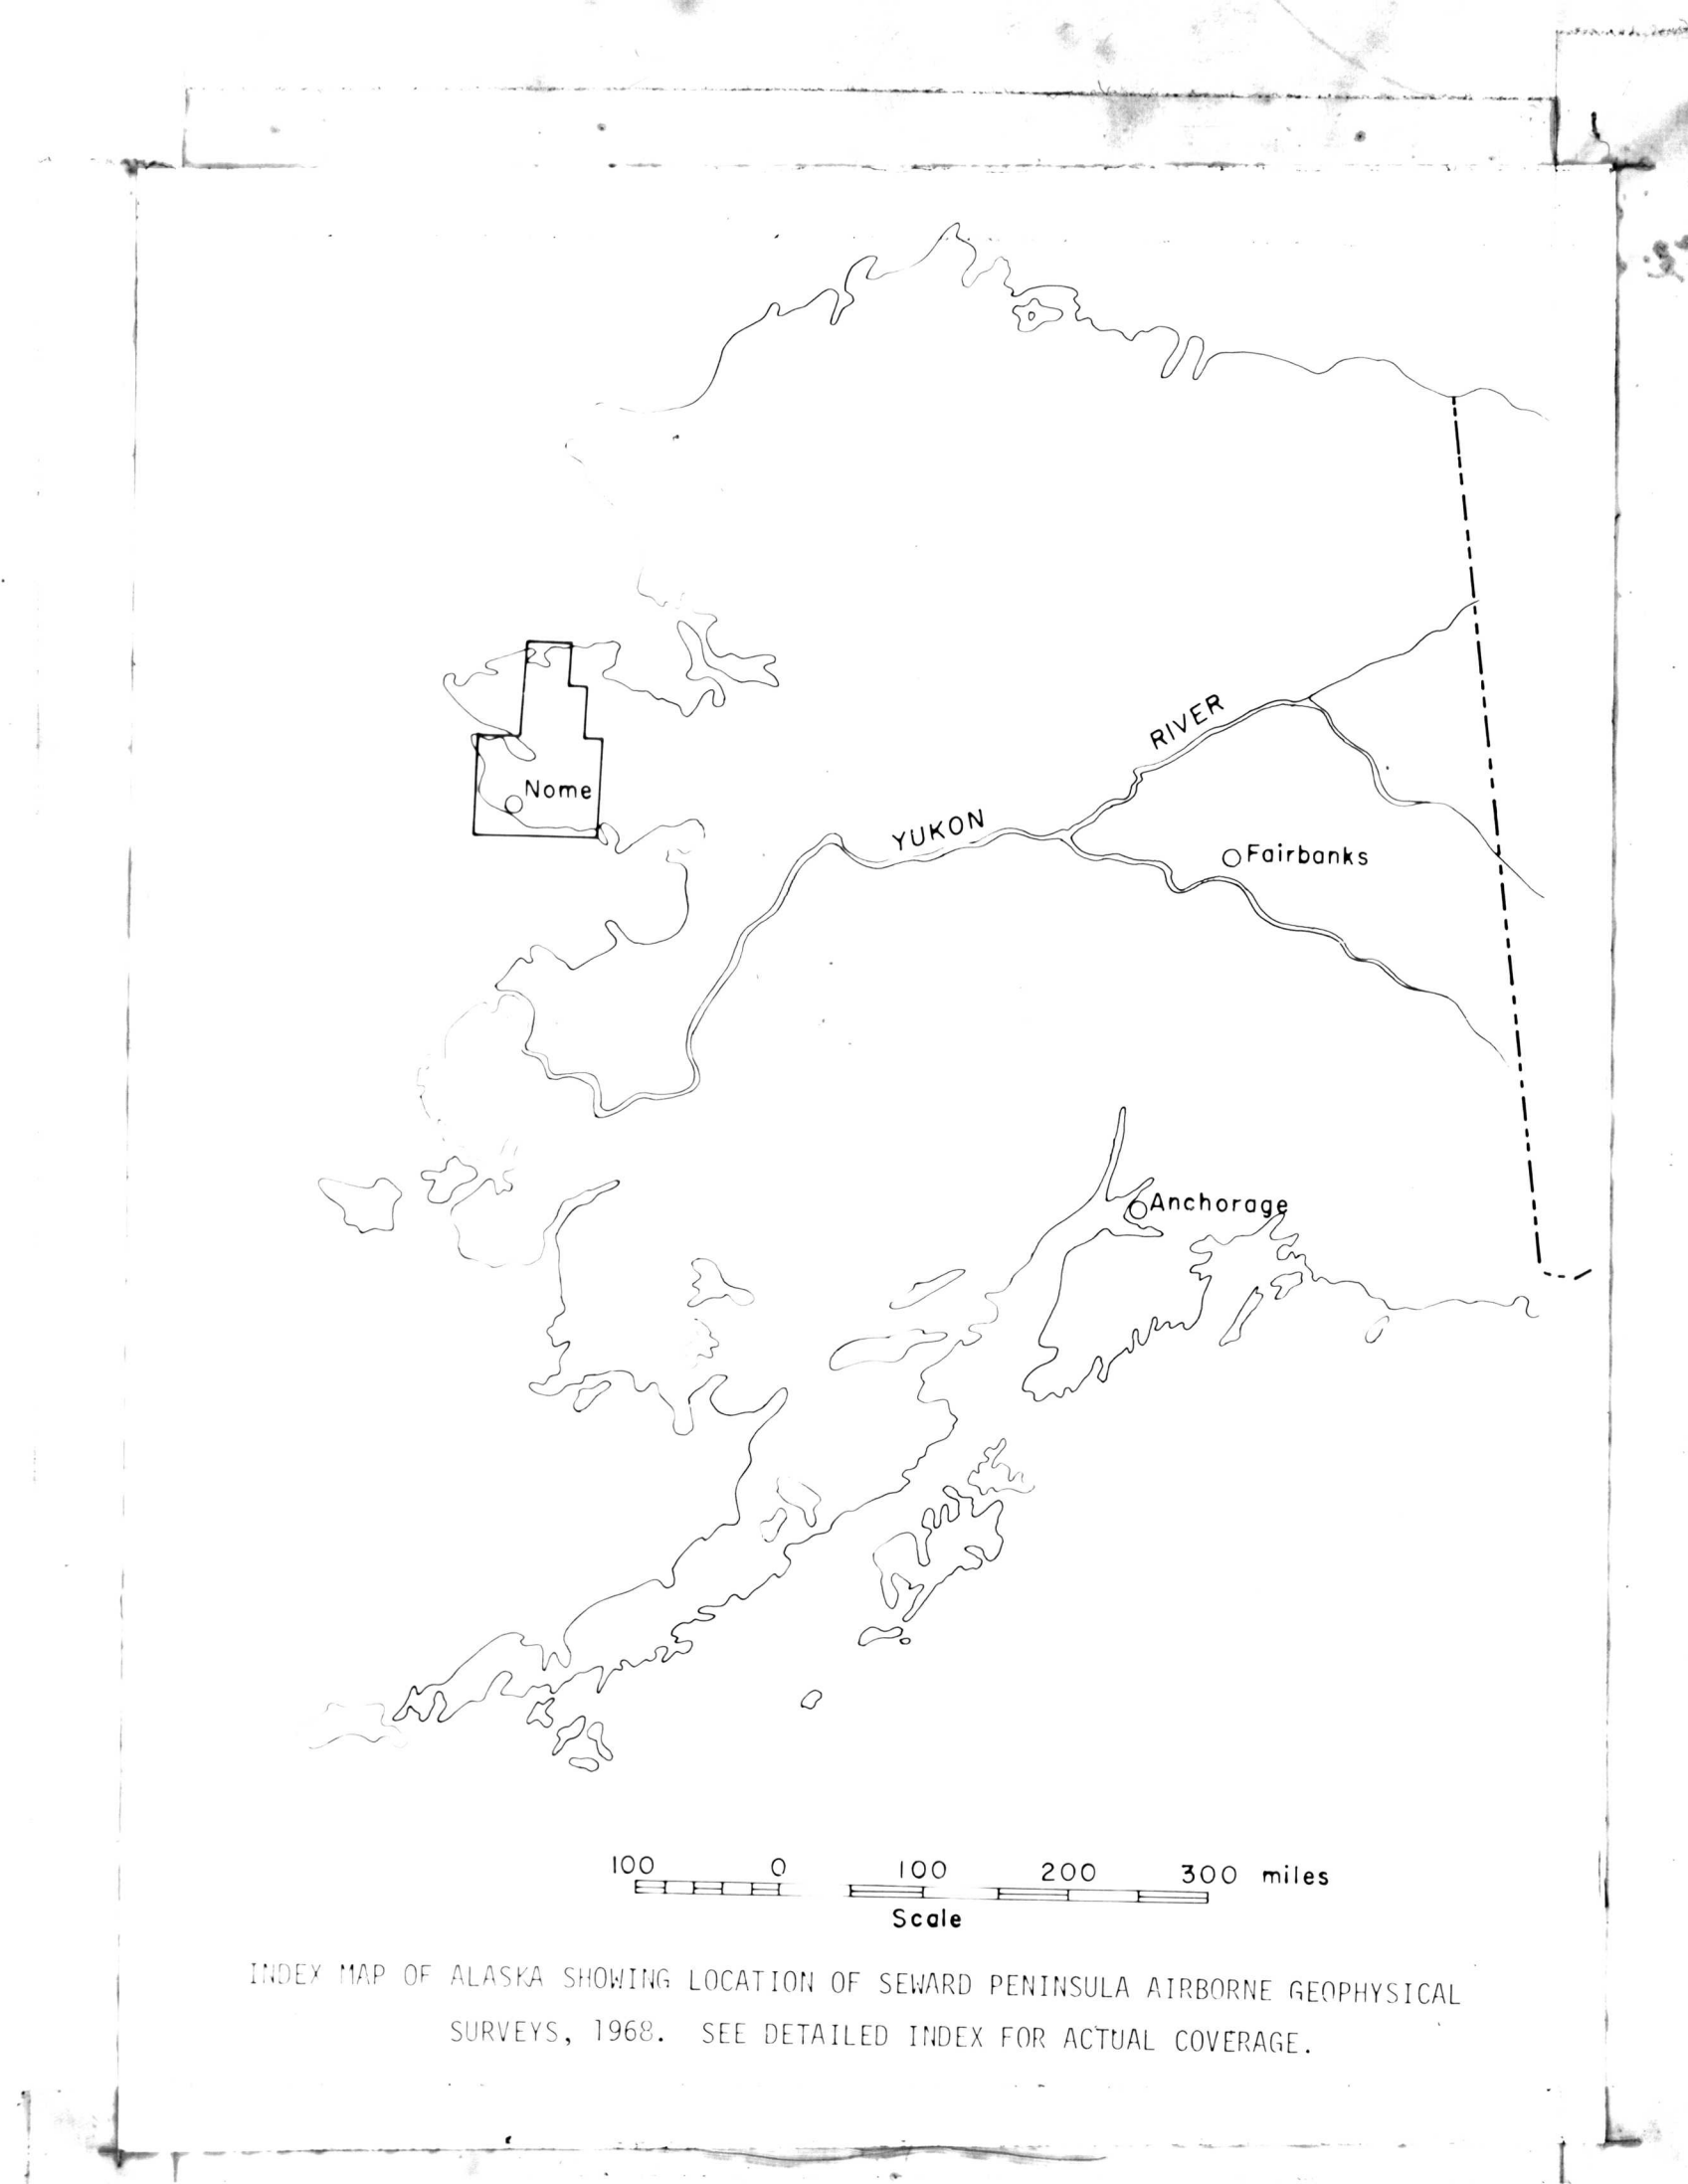 RIVER
Nome
YUKON
Fairbanks
Anchorage
100 0 100 200 300 miles
Scale
INDEX MAP OF ALASKA SHOWING LOCATION OF SEWARD PENINSULA AIRBORNE GEOPHYSICAL
SURVEYS, 1968. SEE DETAILED INDEX FOR ACTUAL COVERAGE.